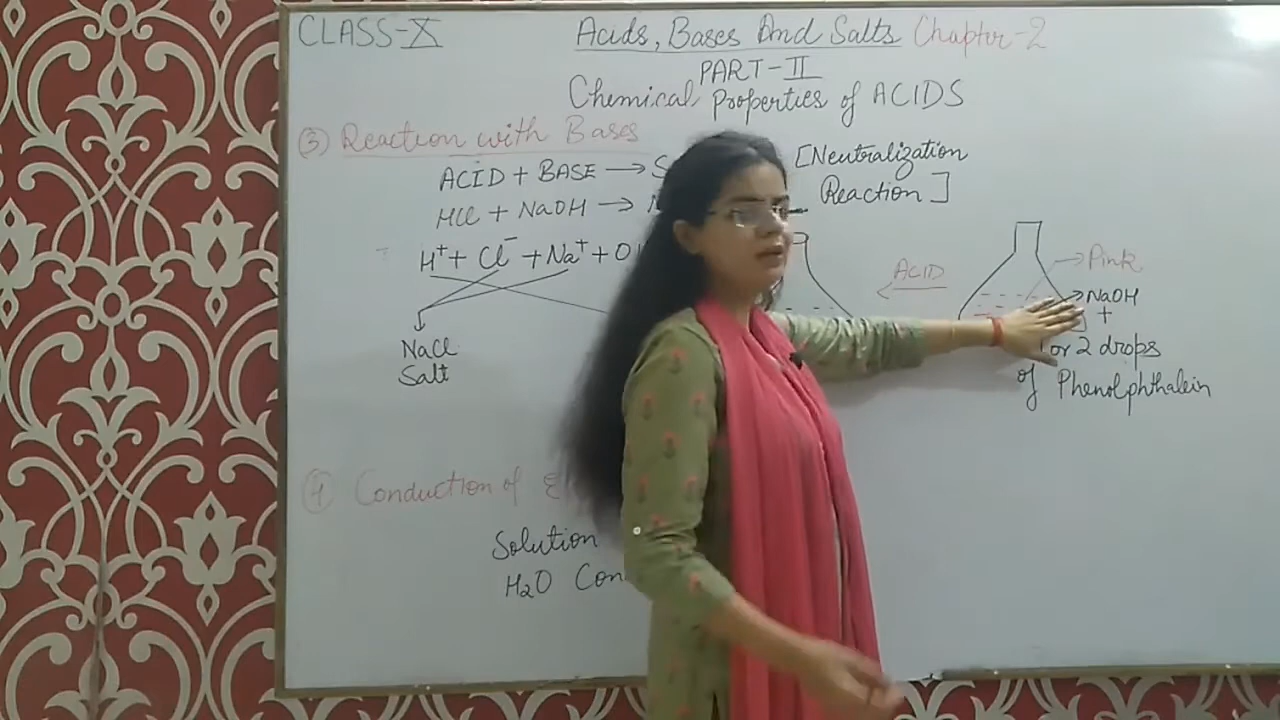 CLASS-X
Acids, Bases And Salts Chapter-2
PART-II
Chemical Properties of ACIDS
③ Reaction with Bases
ACID + BASE → S
[Neutralization
Reaction]
HCl + NaOH →
H⁺ + Cl⁻ + Na⁺ + O
NaCl
Salt
ACID
Pink
NaOH
+
or 2 drops
of Phenolphthalein
④ Conduction of E
Solution
H₂O Con